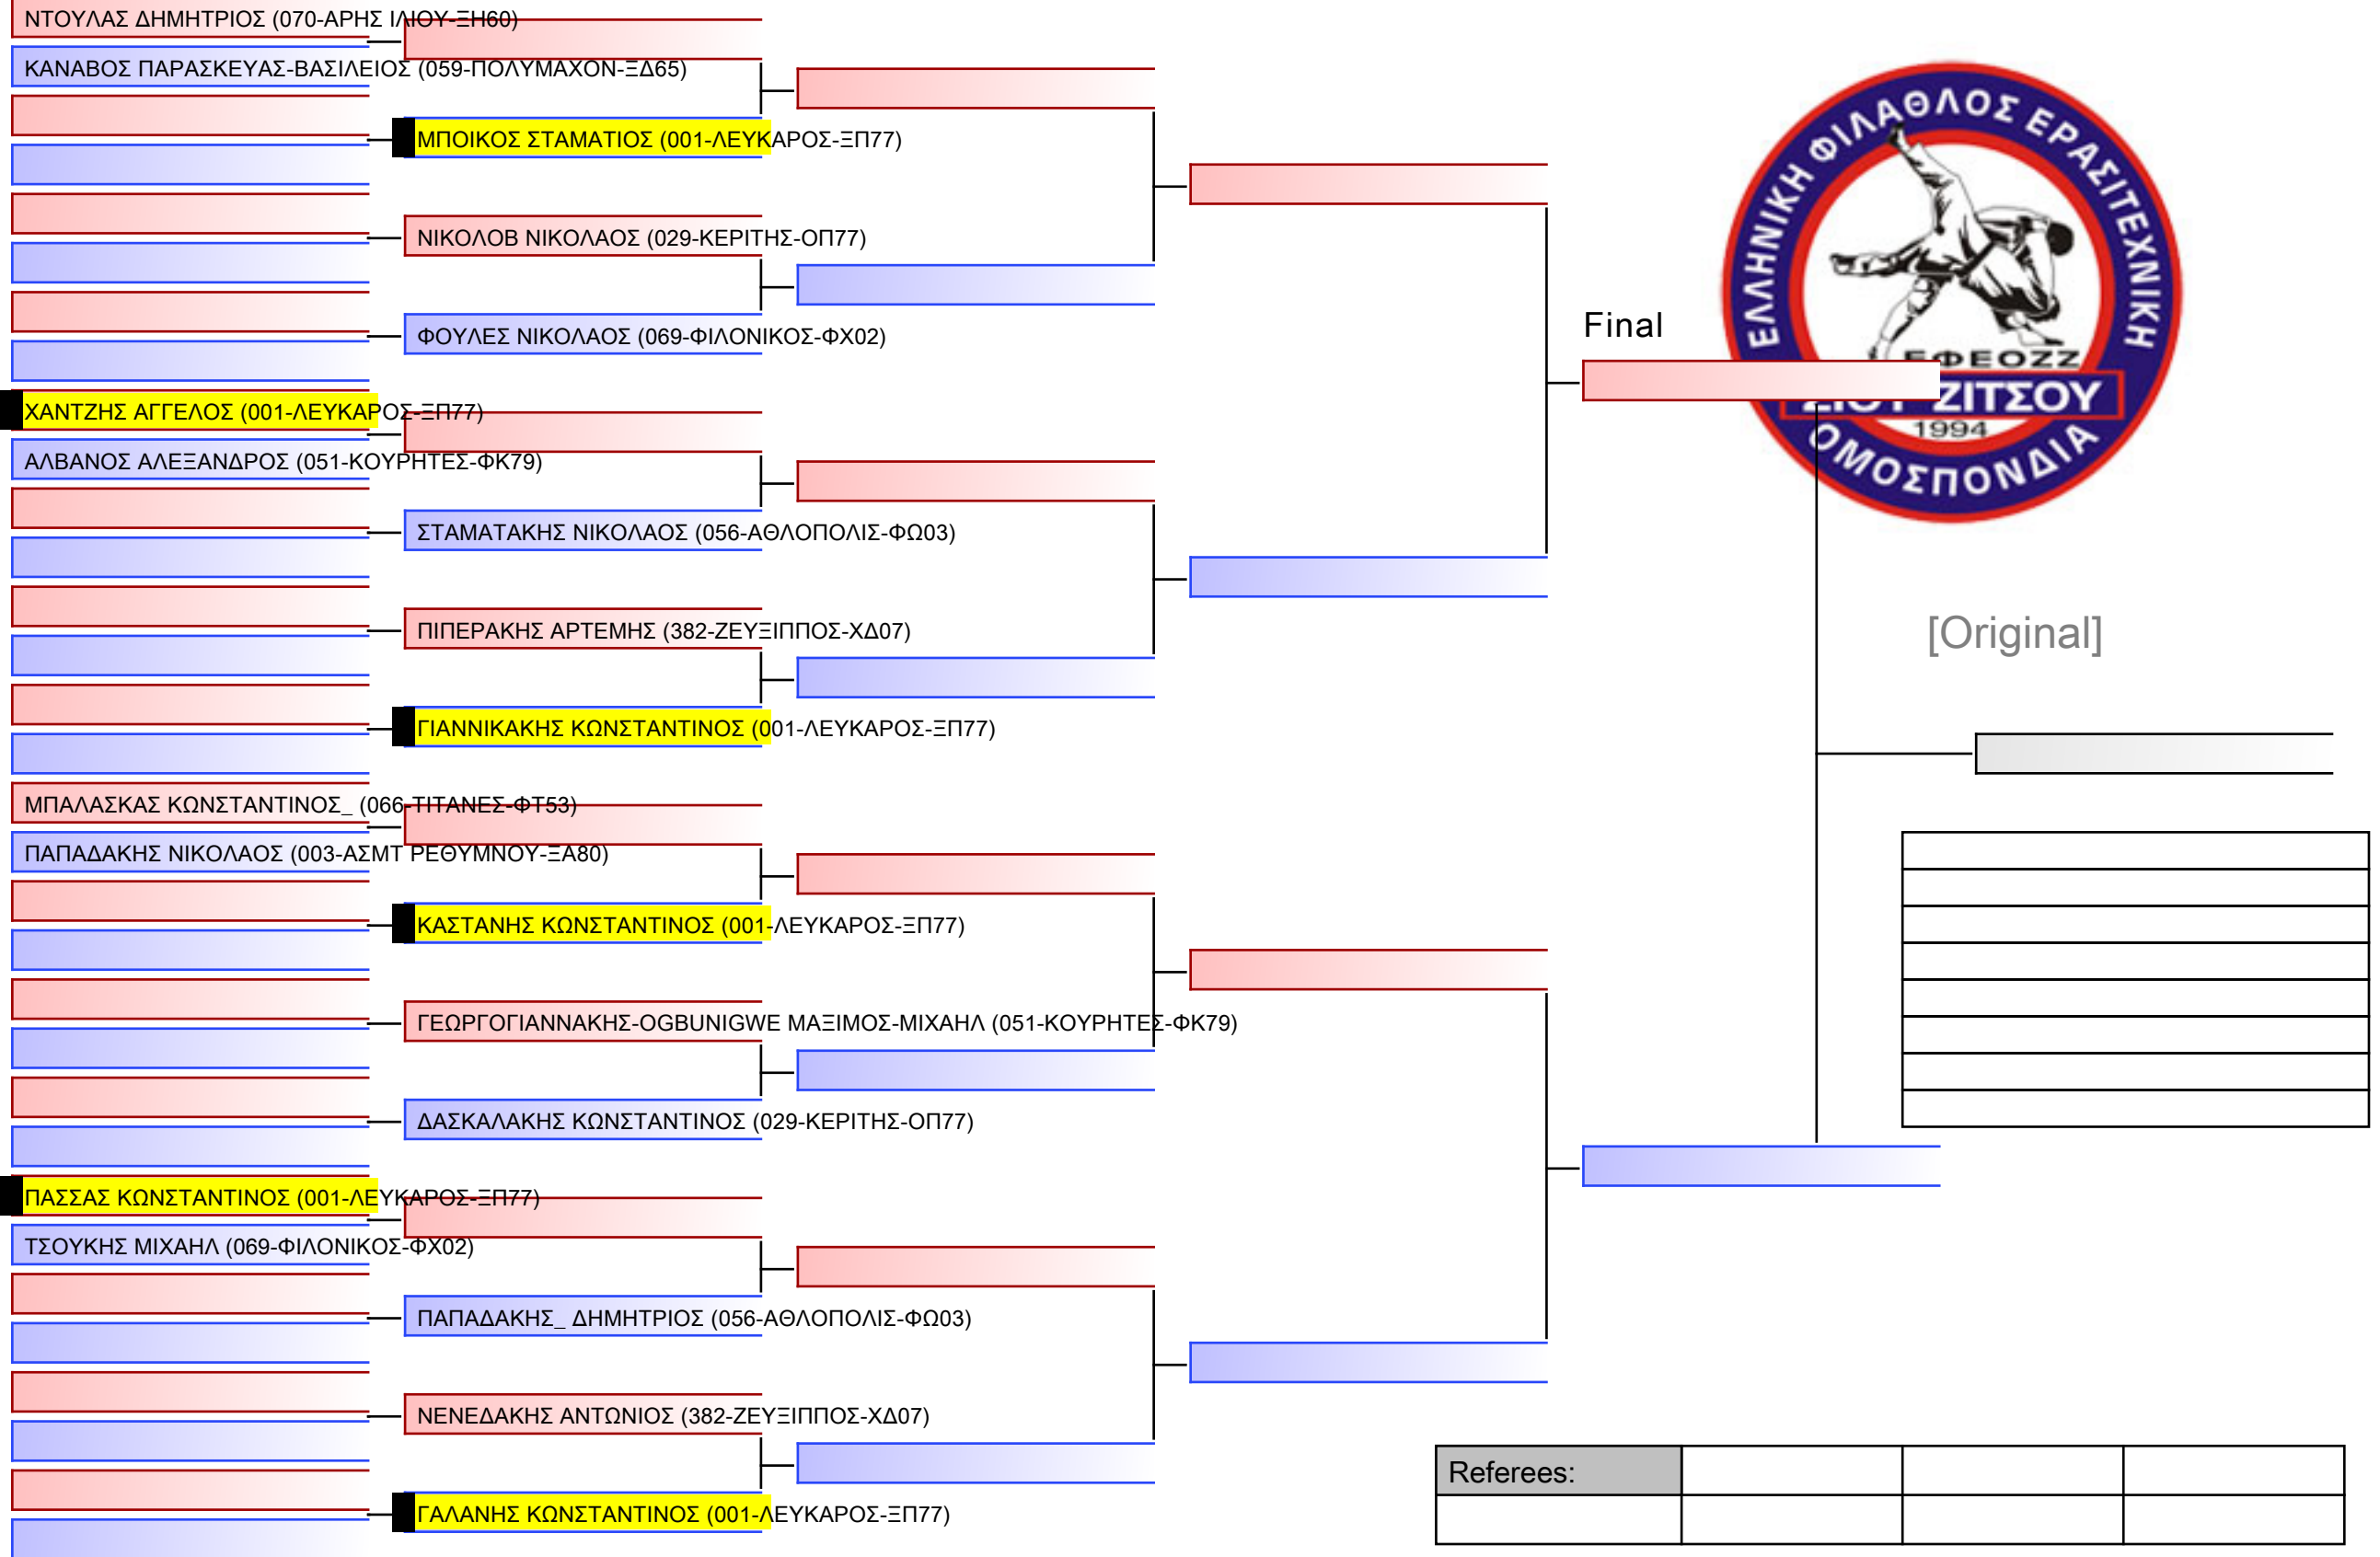 ΝΤΟΥΛΑΣ ΔΗΜΗΤΡΙΟΣ (070-ΑΡΗΣ ΙΛΙΟΥ-ΞΗ60)
ΚΑΝΑΒΟΣ ΠΑΡΑΣΚΕΥΑΣ-ΒΑΣΙΛΕΙΟΣ (059-ΠΟΛΥΜΑΧΟΝ-ΞΔ65)
ΜΠΟΙΚΟΣ ΣΤΑΜΑΤΙΟΣ (001-ΛΕΥΚΑΡΟΣ-ΞΠ77)
ΝΙΚΟΛΟΒ ΝΙΚΟΛΑΟΣ (029-ΚΕΡΙΤΗΣ-ΟΠ77)
ΦΟΥΛΕΣ ΝΙΚΟΛΑΟΣ (069-ΦΙΛΟΝΙΚΟΣ-ΦΧ02)
ΧΑΝΤΖΗΣ ΑΓΓΕΛΟΣ (001-ΛΕΥΚΑΡΟΣ-ΞΠ77)
ΑΛΒΑΝΟΣ ΑΛΕΞΑΝΔΡΟΣ (051-ΚΟΥΡΗΤΕΣ-ΦΚ79)
ΣΤΑΜΑΤΑΚΗΣ ΝΙΚΟΛΑΟΣ (056-ΑΘΛΟΠΟΛΙΣ-ΦΩ03)
ΠΙΠΕΡΑΚΗΣ ΑΡΤΕΜΗΣ (382-ΖΕΥΞΙΠΠΟΣ-ΧΔ07)
ΓΙΑΝΝΙΚΑΚΗΣ ΚΩΝΣΤΑΝΤΙΝΟΣ (001-ΛΕΥΚΑΡΟΣ-ΞΠ77)
ΜΠΑΛΑΣΚΑΣ ΚΩΝΣΤΑΝΤΙΝΟΣ_ (066-ΤΙΤΑΝΕΣ-ΦΤ53)
ΠΑΠΑΔΑΚΗΣ ΝΙΚΟΛΑΟΣ (003-ΑΣΜΤ ΡΕΘΥΜΝΟΥ-ΞΑ80)
ΚΑΣΤΑΝΗΣ ΚΩΝΣΤΑΝΤΙΝΟΣ (001-ΛΕΥΚΑΡΟΣ-ΞΠ77)
ΓΕΩΡΓΟΓΙΑΝΝΑΚΗΣ-OGBUNIGWE ΜΑΞΙΜΟΣ-ΜΙΧΑΗΛ (051-ΚΟΥΡΗΤΕΣ-ΦΚ79)
ΔΑΣΚΑΛΑΚΗΣ ΚΩΝΣΤΑΝΤΙΝΟΣ (029-ΚΕΡΙΤΗΣ-ΟΠ77)
ΠΑΣΣΑΣ ΚΩΝΣΤΑΝΤΙΝΟΣ (001-ΛΕΥΚΑΡΟΣ-ΞΠ77)
ΤΣΟΥΚΗΣ ΜΙΧΑΗΛ (069-ΦΙΛΟΝΙΚΟΣ-ΦΧ02)
ΠΑΠΑΔΑΚΗΣ_ ΔΗΜΗΤΡΙΟΣ (056-ΑΘΛΟΠΟΛΙΣ-ΦΩ03)
ΝΕΝΕΔΑΚΗΣ ΑΝΤΩΝΙΟΣ (382-ΖΕΥΞΙΠΠΟΣ-ΧΔ07)
ΓΑΛΑΝΗΣ ΚΩΝΣΤΑΝΤΙΝΟΣ (001-ΛΕΥΚΑΡΟΣ-ΞΠ77)
Final
ΕΛΛΗΝΙΚΗ ΦΙΛΑΘΛΟΣ ΕΡΑΣΙΤΕΧΝΙΚΗ
ΕΦΕΟΖΖ
ΖΙΤΣΟΥ
1994
ΟΜΟΣΠΟΝΔΙΑ
[Original]
Referees: